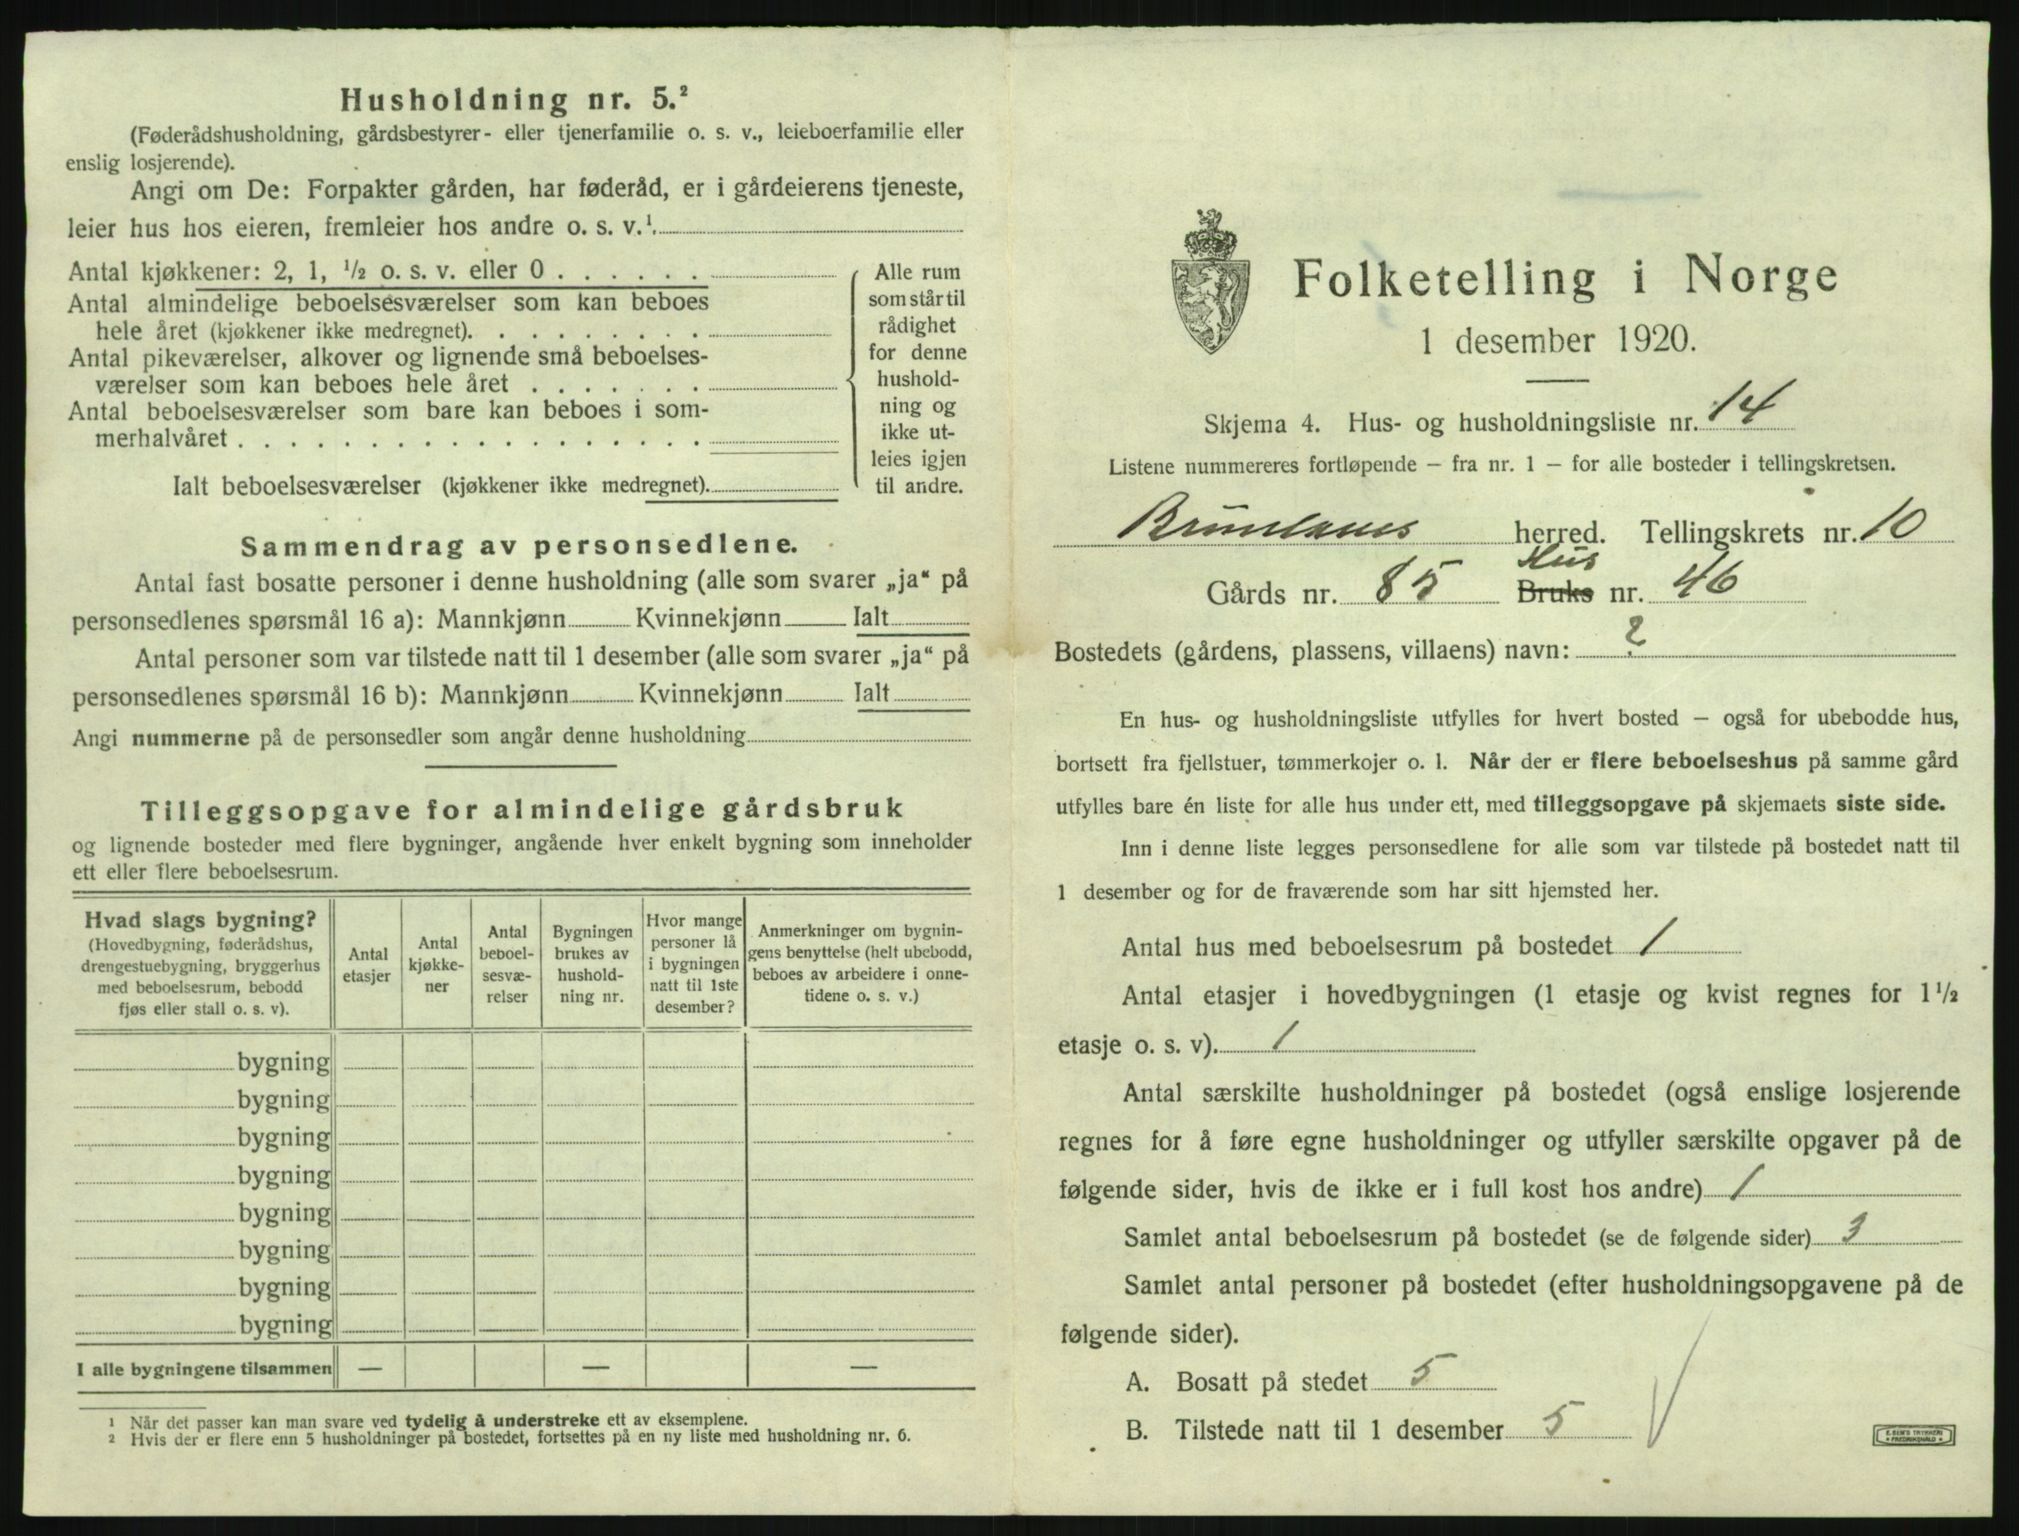 Husholdning nr. 5.²
(Føderådshusholdning, gårdsbestyrer- eller tjenerfamilie o. s. v., leieboerfamilie eller
enslig losjerende).
Angi om De: Forpakter gården, har føderåd, er i gårdeierens tjeneste,
leier hus hos eieren, fremleier hos andre o. s. v.¹
Antal kjøkkener: 2, 1, ½ o. s. v. eller 0 . . . . . .
Antal almindelige beboelsesværelser som kan beboes
hele året (kjøkkener ikke medregnet). . . . . . . . .
Antal pikeværelser, alkover og lignende små beboelses-
værelser som kan beboes hele året . . . . . . .
Antal beboelsesværelser som bare kan beboes i som-
merhalvåret . . . . . . . . . . . . . . . . . .
Ialt beboelsesværelser (kjøkkener ikke medregnet).
Alle rum
som står til
rådighet
for denne
hushold-
ning og
ikke ut-
leies igjen
til andre.
Sammendrag av personsedlene.
Antal fast bosatte personer i denne husholdning (alle som svarer „ja“ på
personsedlenes spørsmål 16 a): Mannkjønn Kvinnekjønn Ialt
Antal personer som var tilstede natt til 1 desember (alle som svarer „ja“ på
personsedlenes spørsmål 16 b): Mannkjønn Kvinnekjønn Ialt
Angi nummerne på de personsedler som angår denne husholdning
Tilleggsopgave for almindelige gårdsbruk
og lignende bosteder med flere bygninger, angående hver enkelt bygning som inneholder
ett eller flere beboelsesrum.
Hvad slags bygning?
(Hovedbygning, føderådshus,
drengestuebygning, bryggerhus
med beboelsesrum, bebodd
fjøs eller stall o. s. v).
Antal
etasjer
Antal
kjøkke-
ner
Antal
beboel-
sesvæ-
relser
Bygningen
brukes av
hushold-
ning nr.
Hvor mange
personer lå
i bygningen
natt til 1ste
desember?
Anmerkninger om bygnin-
gens benyttelse (helt ubebodd,
beboes av arbeidere i onne-
tidene o. s. v.)
bygning
bygning
bygning
bygning
bygning
bygning
bygning
bygning
I alle bygningene tilsammen — — —
¹ Når det passer kan man svare ved tydelig å understreke ett av eksemplene.
² Hvis der er flere enn 5 husholdninger på bostedet, fortsettes på en ny liste med husholdning nr. 6.
Folketelling i Norge
1 desember 1920.
Skjema 4. Hus- og husholdningsliste nr. 14
Listene nummereres fortløpende – fra nr. 1 – for alle bosteder i tellingskretsen.
Brunlanes herred. Tellingskrets nr. 10
Hus
Gårds nr. 85 Bruks nr. 46
Bostedets (gårdens, plassens, villaens) navn: ?
En hus- og husholdningsliste utfylles for hvert bosted – også for ubebodde hus,
bortsett fra fjellstuer, tømmerkojer o. l. Når der er flere beboelseshus på samme gård
utfylles bare én liste for alle hus under ett, med tilleggsopgave på skjemaets siste side.
Inn i denne liste legges personsedlene for alle som var tilstede på bostedet natt til
1 desember og for de fraværende som har sitt hjemsted her.
Antal hus med beboelsesrum på bostedet 1
Antal etasjer i hovedbygningen (1 etasje og kvist regnes for 1½
etasje o. s. v). 1
Antal særskilte husholdninger på bostedet (også enslige losjerende
regnes for å føre egne husholdninger og utfyller særskilte opgaver på de
følgende sider, hvis de ikke er i full kost hos andre) 1
Samlet antal beboelsesrum på bostedet (se de følgende sider) 3
Samlet antal personer på bostedet (efter husholdningsopgavene på de
følgende sider).
A. Bosatt på stedet 5
B. Tilstede natt til 1 desember 5
E. SEM'S TRYKKERI
FREDRIKSHALD